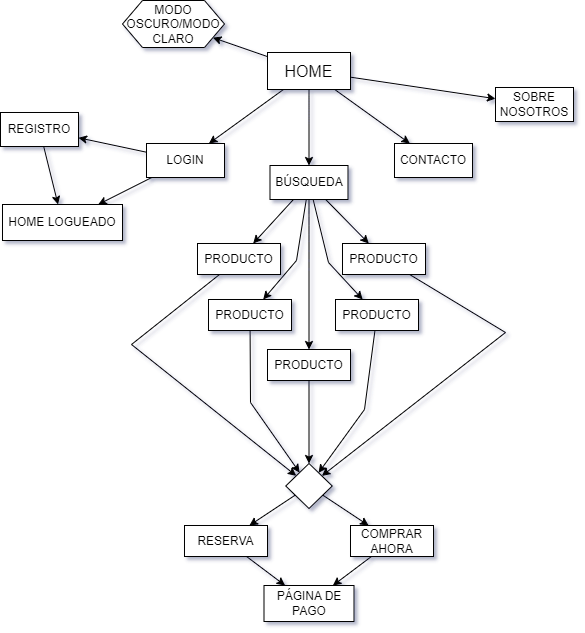 MODO
OSCURO/MODO
CLARO
HOME
SOBRE
NOSOTROS
REGISTRO
LOGIN
CONTACTO
BÚSQUEDA
HOME LOGUEADO
PRODUCTO
PRODUCTO
PRODUCTO
PRODUCTO
PRODUCTO
RESERVA
COMPRAR
AHORA
PÁGINA DE
PAGO